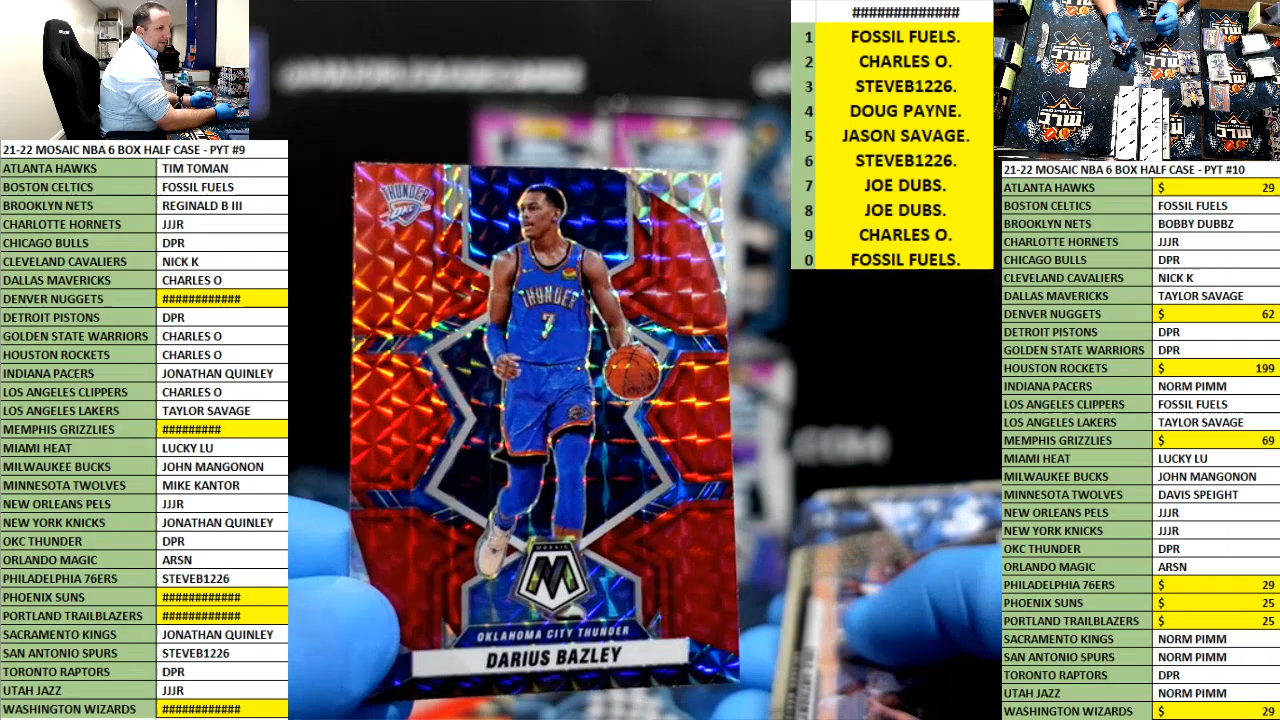 21-22 MOSAIC NBA 6 BOX HALF CASE - PYT #9
ATLANTA HAWKS TIM TOMAN
BOSTON CELTICS FOSSIL FUELS
BROOKLYN NETS REGINALD B III
CHARLOTTE HORNETS JJJR
CHICAGO BULLS DPR
CLEVELAND CAVALIERS NICK K
DALLAS MAVERICKS CHARLES O
DENVER NUGGETS ############
DETROIT PISTONS DPR
GOLDEN STATE WARRIORS CHARLES O
HOUSTON ROCKETS CHARLES O
INDIANA PACERS JONATHAN QUINLEY
LOS ANGELES CLIPPERS CHARLES O
LOS ANGELES LAKERS TAYLOR SAVAGE
MEMPHIS GRIZZLIES #########
MIAMI HEAT LUCKY LU
MILWAUKEE BUCKS JOHN MANGONON
MINNESOTA TWOLVES MIKE KANTOR
NEW ORLEANS PELS JJJR
NEW YORK KNICKS JONATHAN QUINLEY
OKC THUNDER DPR
ORLANDO MAGIC ARSN
PHILADELPHIA 76ERS STEVEB1226
PHOENIX SUNS ############
PORTLAND TRAILBLAZERS ############
SACRAMENTO KINGS JONATHAN QUINLEY
SAN ANTONIO SPURS STEVEB1226
TORONTO RAPTORS DPR
UTAH JAZZ JJJR
WASHINGTON WIZARDS ############
THUNDER
OKC
THUNDER
7
MOSAIC
M
OKLAHOMA CITY THUNDER
DARIUS BAZLEY
.COM
#############
1 FOSSIL FUELS.
2 CHARLES O.
3 STEVEB1226.
4 DOUG PAYNE.
5 JASON SAVAGE.
6 STEVEB1226.
7 JOE DUBS.
8 JOE DUBS.
9 CHARLES O.
0 FOSSIL FUELS.
MLC
21-22 MOSAIC NBA 6 BOX HALF CASE - PYT #10
ATLANTA HAWKS $ 29
BOSTON CELTICS FOSSIL FUELS
BROOKLYN NETS BOBBY DUBBZ
CHARLOTTE HORNETS JJJR
CHICAGO BULLS DPR
CLEVELAND CAVALIERS NICK K
DALLAS MAVERICKS TAYLOR SAVAGE
DENVER NUGGETS $ 62
DETROIT PISTONS DPR
GOLDEN STATE WARRIORS DPR
HOUSTON ROCKETS $ 199
INDIANA PACERS NORM PIMM
LOS ANGELES CLIPPERS FOSSIL FUELS
LOS ANGELES LAKERS TAYLOR SAVAGE
MEMPHIS GRIZZLIES $ 69
MIAMI HEAT LUCKY LU
MILWAUKEE BUCKS JOHN MANGONON
MINNESOTA TWOLVES DAVIS SPEIGHT
NEW ORLEANS PELS JJJR
NEW YORK KNICKS JJJR
OKC THUNDER DPR
ORLANDO MAGIC ARSN
PHILADELPHIA 76ERS $ 29
PHOENIX SUNS $ 25
PORTLAND TRAILBLAZERS $ 25
SACRAMENTO KINGS NORM PIMM
SAN ANTONIO SPURS NORM PIMM
TORONTO RAPTORS DPR
UTAH JAZZ NORM PIMM
WASHINGTON WIZARDS $ 29